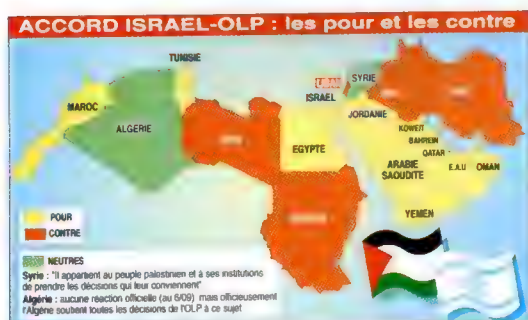 ACCORD ISRAEL-OLP : les pour et les contre
TUNISIE
MAROC
ALGERIE
LIBAN
SYRIE
ISRAEL
JORDANIE
EGYPTE
KOWEIT
BAHREIN
QATAR
ARABIE
SAOUDITE
E.A.U
OMAN
YEMEN
POUR
CONTRE
NEUTRES
Syrie : "Il appartient au peuple palestinien et à ses institutions
de prendre les décisions qui leur conviennent"
Algérie : aucune réaction officielle (au 6/09) mais officieusement
l'Algérie soutient toutes les décisions de l'OLP à ce sujet